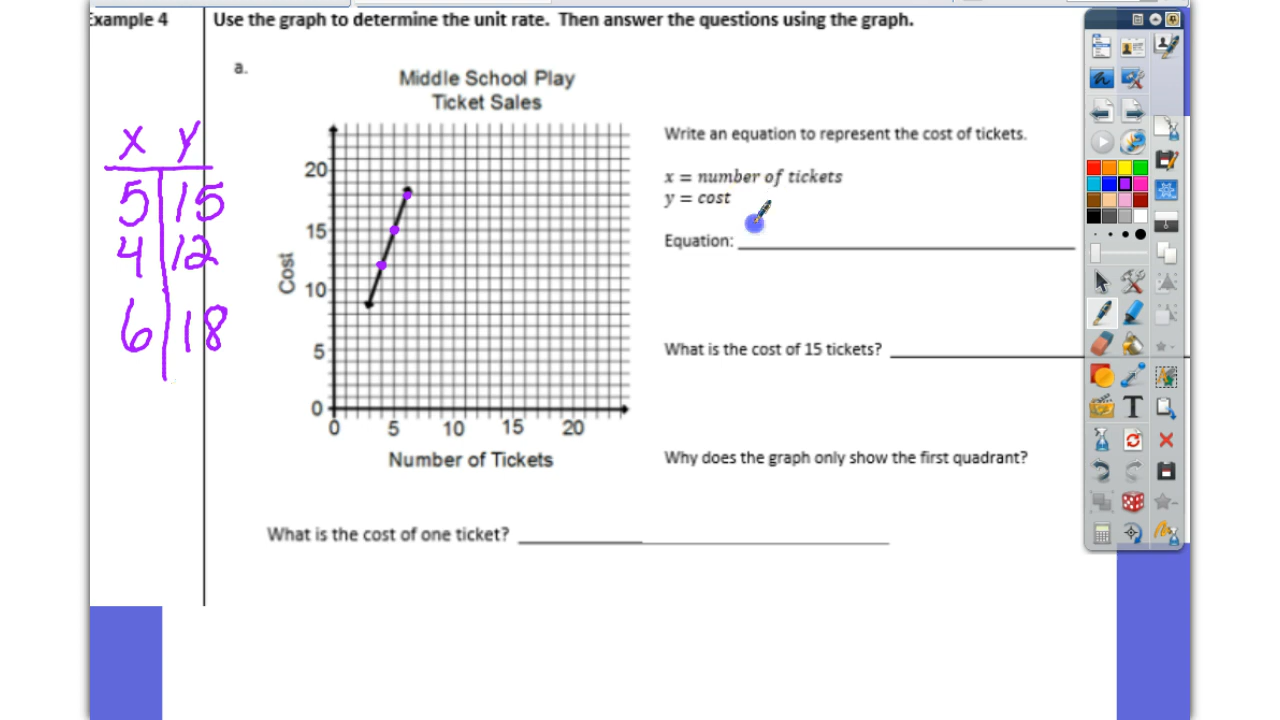 Example 4
Use the graph to determine the unit rate. Then answer the questions using the graph.
a.
Middle School Play
Ticket Sales
x y
5 15
4 12
6 18
Cost
20
15
10
5
0
0 5 10 15 20
Number of Tickets
What is the cost of one ticket?
Write an equation to represent the cost of tickets.
x = number of tickets
y = cost
Equation:
What is the cost of 15 tickets?
Why does the graph only show the first quadrant?
T